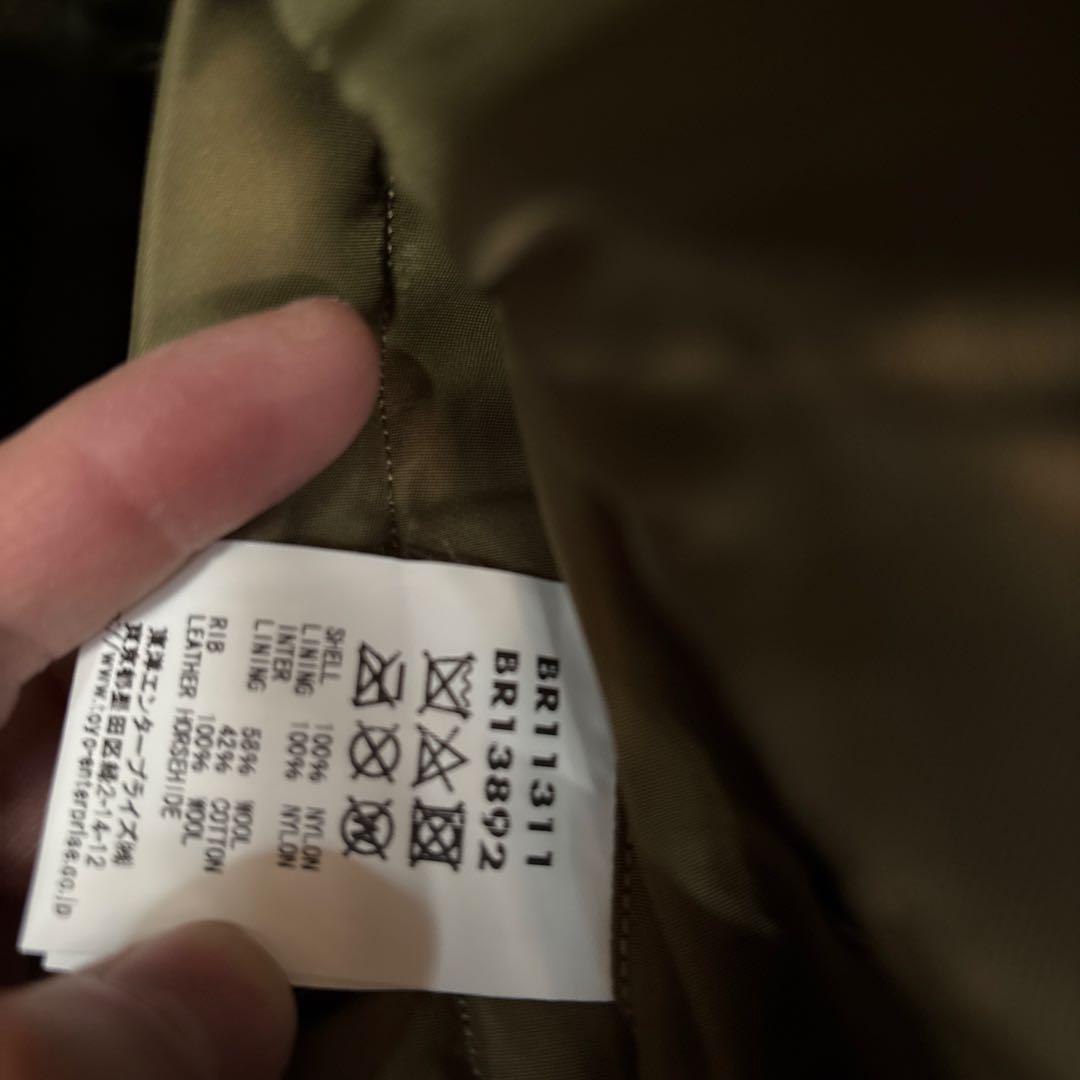 BR11311
BR13892
SHELL 100% NYLON
LINING 100% NYLON
INTER
LINING 58% WOOL
42% COTTON
RIB 100% WOOL
LEATHER HORSEHIDE
東洋エンタープライズ㈱
東京都墨田区緑2-14-12
//www.toyo-enterprise.co.jp